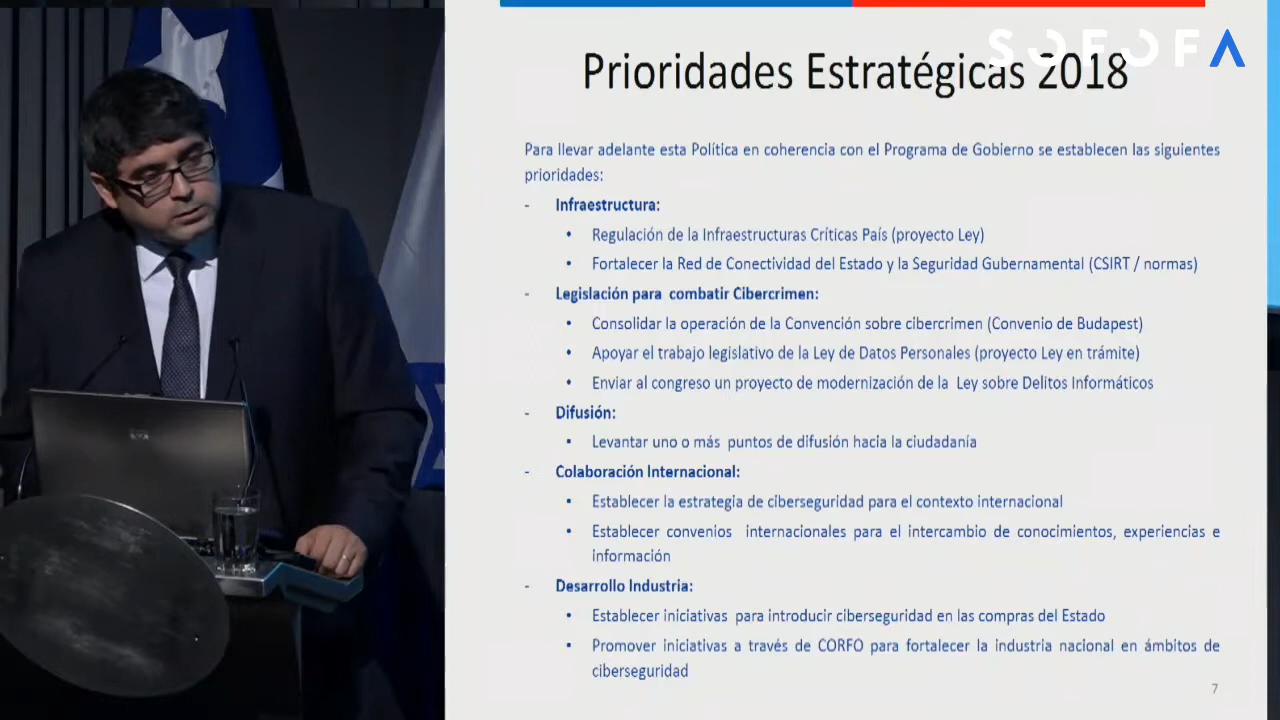 SOFOFA
Prioridades Estratégicas 2018
Para llevar adelante esta Política en coherencia con el Programa de Gobierno se establecen las siguientes
prioridades:
- Infraestructura:
• Regulación de la Infraestructuras Críticas País (proyecto Ley)
• Fortalecer la Red de Conectividad del Estado y la Seguridad Gubernamental (CSIRT / normas)
- Legislación para combatir Cibercrimen:
• Consolidar la operación de la Convención sobre cibercrimen (Convenio de Budapest)
• Apoyar el trabajo legislativo de la Ley de Datos Personales (proyecto Ley en trámite)
• Enviar al congreso un proyecto de modernización de la Ley sobre Delitos Informáticos
- Difusión:
• Levantar uno o más puntos de difusión hacia la ciudadanía
- Colaboración Internacional:
• Establecer la estrategia de ciberseguridad para el contexto internacional
• Establecer convenios internacionales para el intercambio de conocimientos, experiencias e
información
- Desarrollo Industria:
• Establecer iniciativas para introducir ciberseguridad en las compras del Estado
• Promover iniciativas a través de CORFO para fortalecer la industria nacional en ámbitos de
ciberseguridad
7